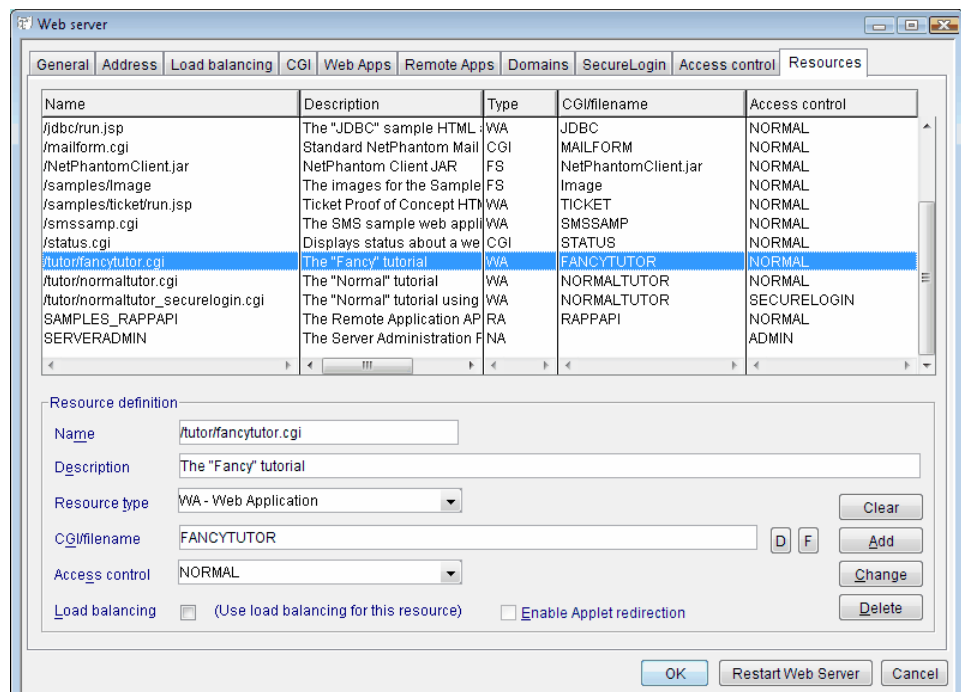 Web server
General Address Load balancing CGI Web Apps Remote Apps Domains SecureLogin Access control Resources
Name Description Type CGI/filename Access control
/jdbc/run.jsp The "JDBC" sample HTML WA JDBC NORMAL
/mailform.cgi Standard NetPhantom Mail CGI MAILFORM NORMAL
/NetPhantomClient.jar NetPhantom Client JAR FS NetPhantomClient.jar NORMAL
/samples/Image The images for the Sample FS Image NORMAL
/samples/ticket/run.jsp Ticket Proof of Concept HTM WA TICKET NORMAL
/smssamp.cgi The SMS sample web appli WA SMSSAMP NORMAL
/status.cgi Displays status about a we CGI STATUS NORMAL
/tutor/fancytutor.cgi The "Fancy" tutorial WA FANCYTUTOR NORMAL
/tutor/normaltutor.cgi The "Normal" tutorial WA NORMALTUTOR NORMAL
/tutor/normaltutor_securelogin.cgi The "Normal" tutorial using WA NORMALTUTOR SECURELOGIN
SAMPLES_RAPPAPI The Remote Application AP RA RAPPAPI NORMAL
SERVERADMIN The Server Administration NA ADMIN
Resource definition
Name /tutor/fancytutor.cgi
Description The "Fancy" tutorial
Resource type WA - Web Application
Clear
CGI/filename FANCYTUTOR D F Add
Access control NORMAL Change
Load balancing (Use load balancing for this resource) Enable Applet redirection Delete
OK Restart Web Server Cancel